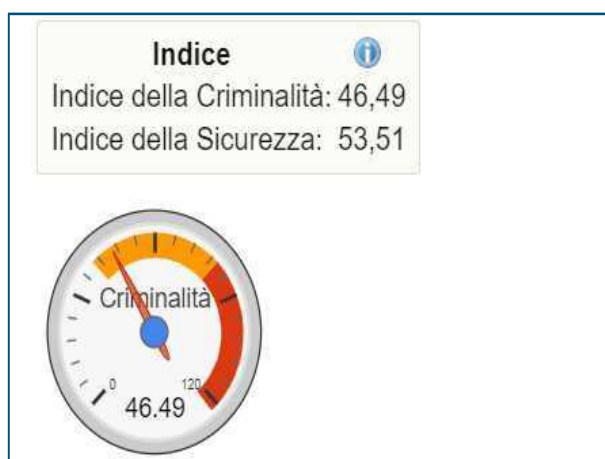 Indice
Indice della Criminalità: 46,49
Indice della Sicurezza: 53,51
Criminalità
0 120
46.49